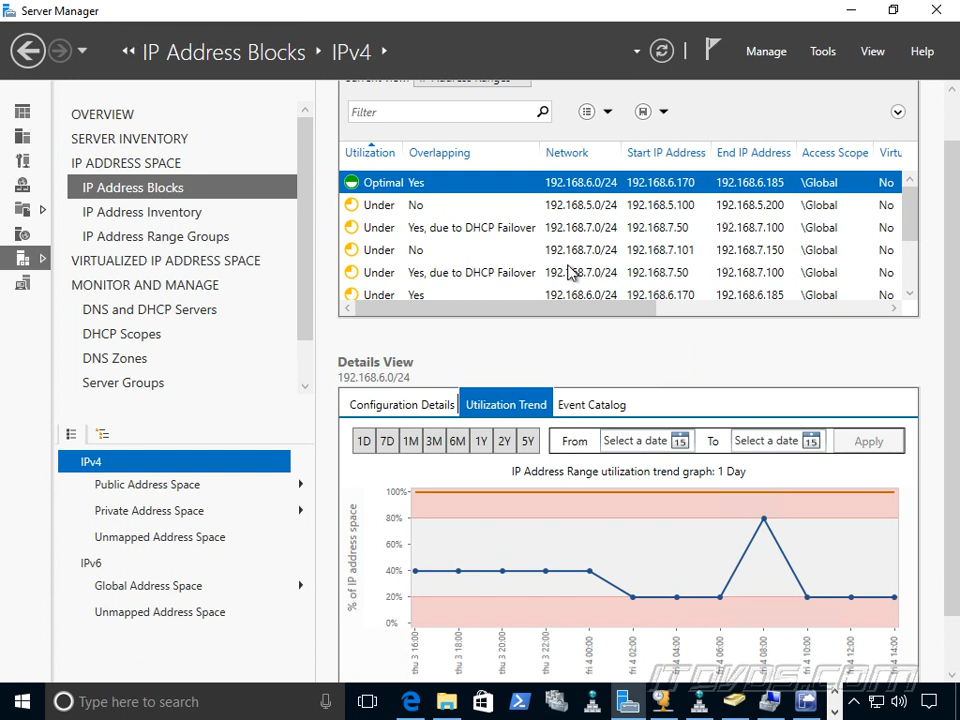 Server Manager
IP Address Blocks
IPv4
Manage Tools View Help
OVERVIEW
SERVER INVENTORY
IP ADDRESS SPACE
IP Address Blocks
IP Address Inventory
IP Address Range Groups
VIRTUALIZED IP ADDRESS SPACE
MONITOR AND MANAGE
DNS and DHCP Servers
DHCP Scopes
DNS Zones
Server Groups
IPv4
Public Address Space
Private Address Space
Unmapped Address Space
IPv6
Global Address Space
Unmapped Address Space
Filter
Utilization Overlapping Network Start IP Address End IP Address Access Scope Virtu
Optimal Yes 192.168.6.0/24 192.168.6.170 192.168.6.185 \Global No
Under No 192.168.5.0/24 192.168.5.100 192.168.5.200 \Global No
Under Yes, due to DHCP Failover 192.168.7.0/24 192.168.7.50 192.168.7.100 \Global No
Under No 192.168.7.0/24 192.168.7.101 192.168.7.150 \Global No
Under Yes, due to DHCP Failover 192.168.7.0/24 192.168.7.50 192.168.7.100 \Global No
Under Yes 192.168.6.0/24 192.168.6.170 192.168.6.185 \Global No
Details View
192.168.6.0/24
Configuration Details Utilization Trend Event Catalog
1D 7D 1M 3M 6M 1Y 2Y 5Y From Select a date 15 To Select a date 15 Apply
IP Address Range utilization trend graph: 1 Day
% of IP address space
100%
80%
60%
40%
20%
0%
thu 3 16:00
thu 3 18:00
thu 3 20:00
thu 3 22:00
fri 4 00:00
fri 4 02:00
fri 4 04:00
fri 4 06:00
fri 4 08:00
fri 4 10:00
fri 4 12:00
fri 4 14:00
ITDVDS.COM
Type here to search